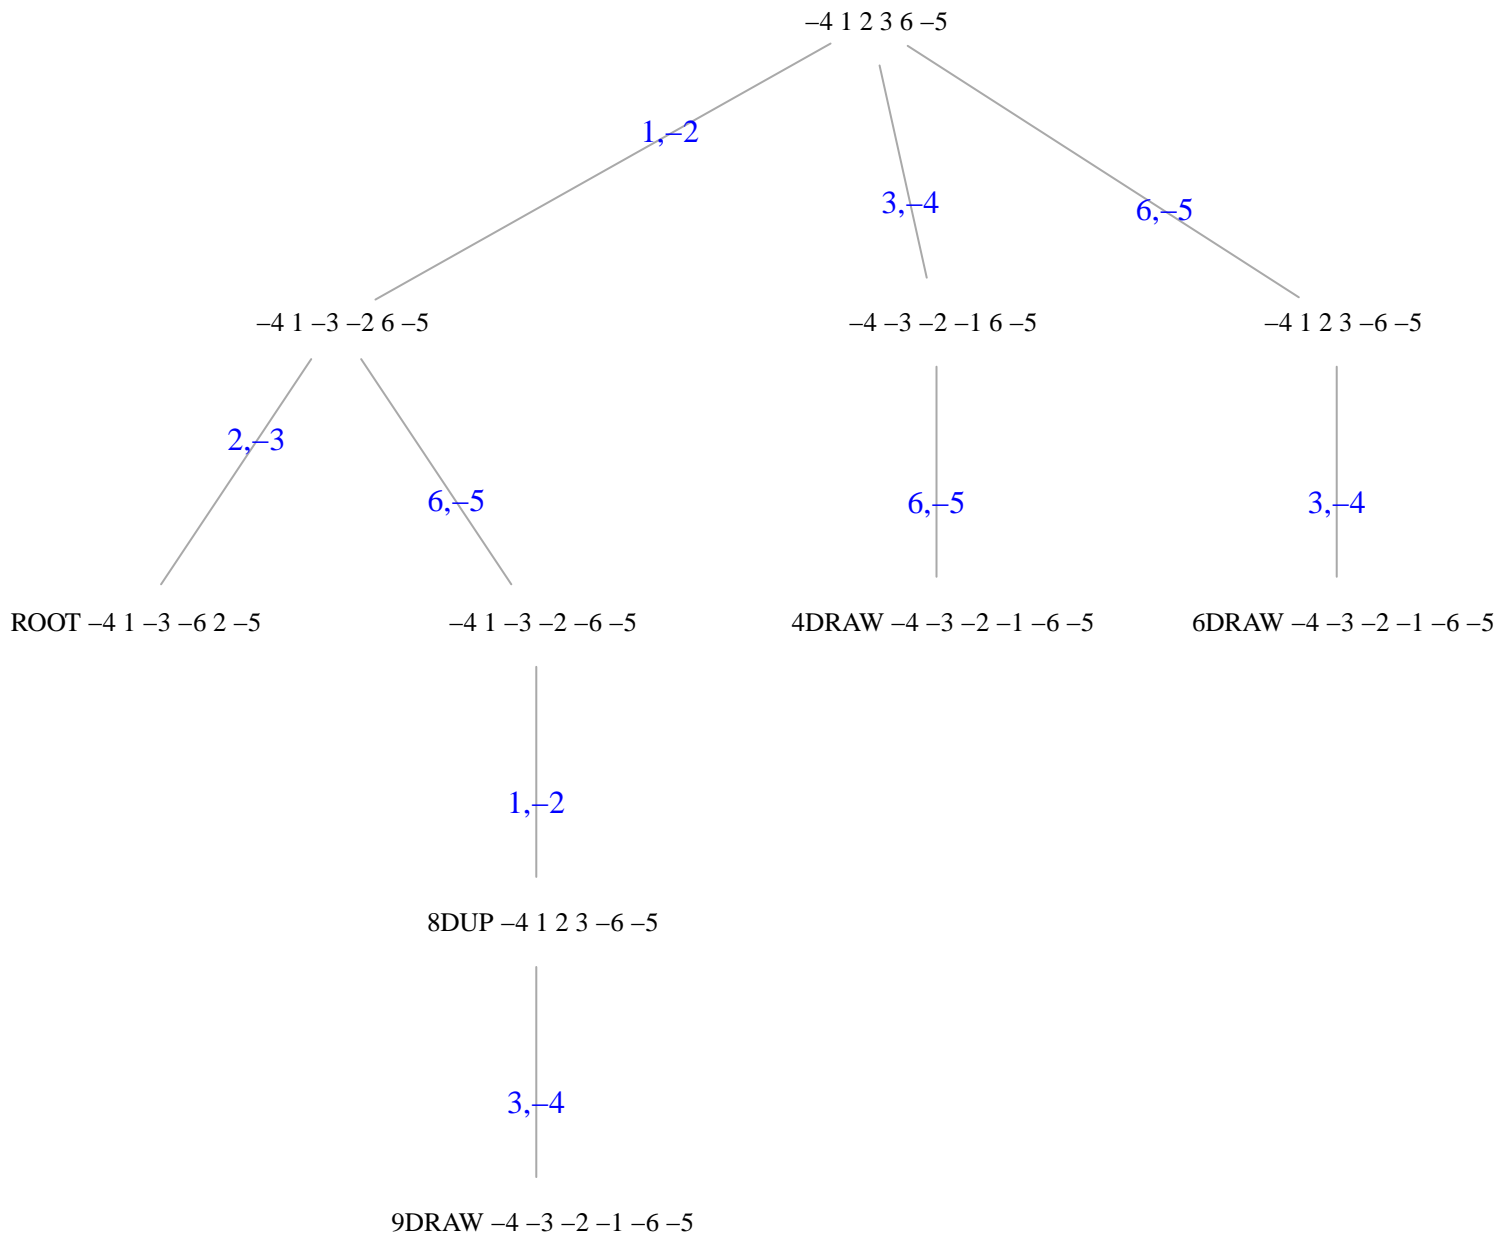 –4 1 2 3 6 –5
1,–2
3,–4
6,–5
–4 1 –3 –2 6 –5
–4 –3 –2 –1 6 –5
–4 1 2 3 –6 –5
2,–3
6,–5
6,–5
3,–4
ROOT –4 1 –3 –6 2 –5
–4 1 –3 –2 –6 –5
4DRAW –4 –3 –2 –1 –6 –5
6DRAW –4 –3 –2 –1 –6 –5
1,–2
8DUP –4 1 2 3 –6 –5
3,–4
9DRAW –4 –3 –2 –1 –6 –5